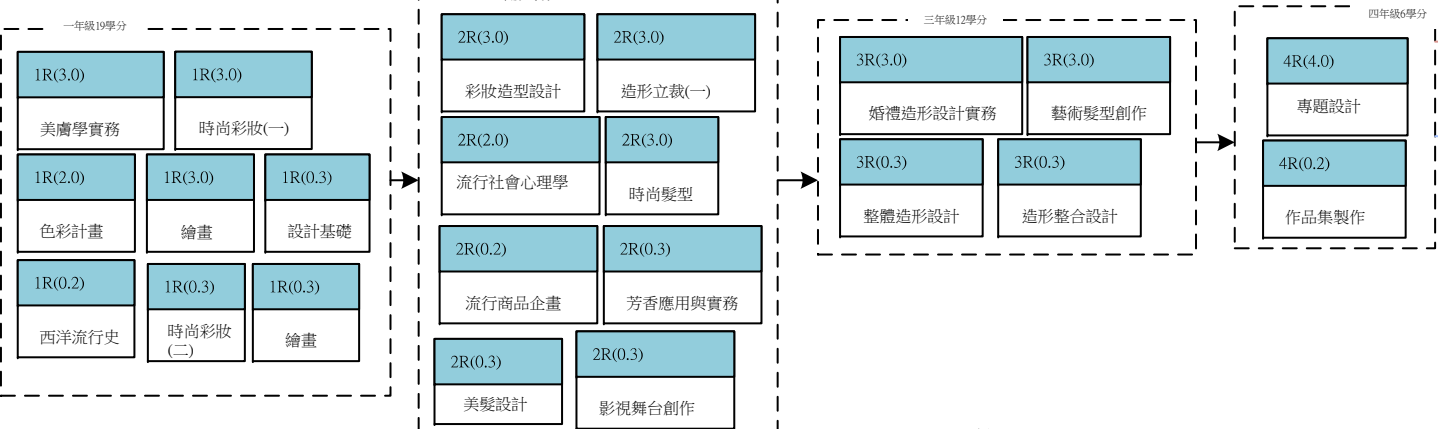 一年級19學分
1R(3.0)
美膚學實務
1R(3.0)
時尚彩妝(一)
1R(2.0)
色彩計畫
1R(3.0)
繪畫
1R(0.3)
設計基礎
1R(0.2)
西洋流行史
1R(0.3)
時尚彩妝
(二)
1R(0.3)
繪畫
2R(3.0)
彩妝造型設計
2R(3.0)
造形立裁(一)
2R(2.0)
流行社會心理學
2R(3.0)
時尚髮型
2R(0.2)
流行商品企畫
2R(0.3)
芳香應用與實務
2R(0.3)
美髮設計
2R(0.3)
影視舞台創作
三年級12學分
3R(3.0)
婚禮造形設計實務
3R(3.0)
藝術髮型創作
3R(0.3)
整體造形設計
3R(0.3)
造形整合設計
四年級6學分
4R(4.0)
專題設計
4R(0.2)
作品集製作